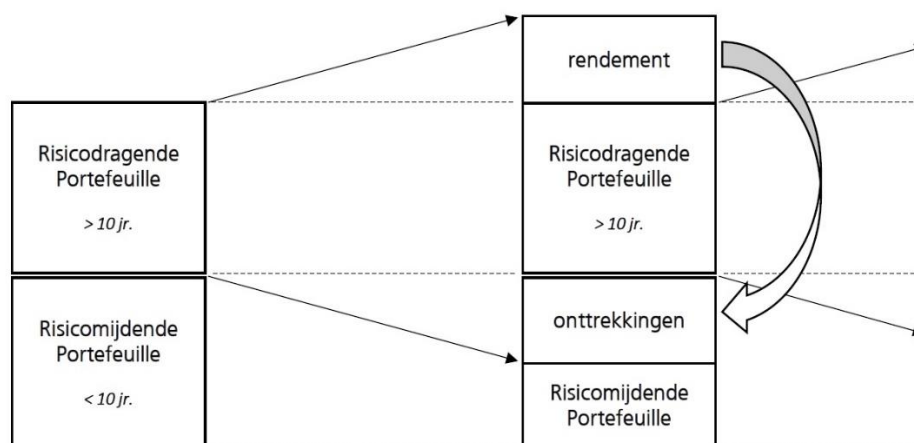 Risicodragende
Portefeuille
> 10 jr.
Risicomijdende
Portefeuille
< 10 jr.
rendement
Risicodragende
Portefeuille
> 10 jr.
onttrekkingen
Risicomijdende
Portefeuille